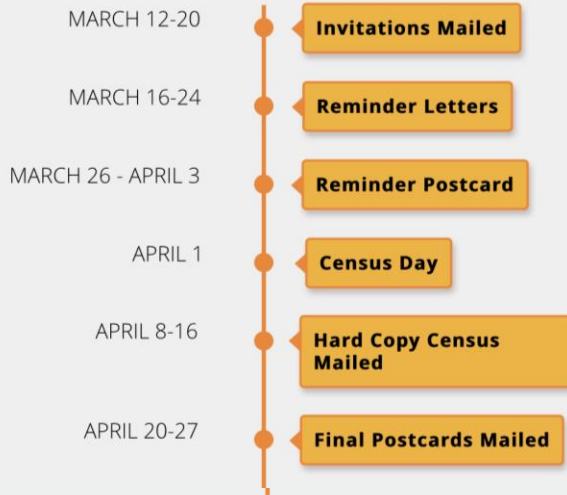 MARCH 12-20
Invitations Mailed
MARCH 16-24
Reminder Letters
MARCH 26 - APRIL 3
Reminder Postcard
APRIL 1
Census Day
APRIL 8-16
Hard Copy Census
Mailed
APRIL 20-27
Final Postcards Mailed